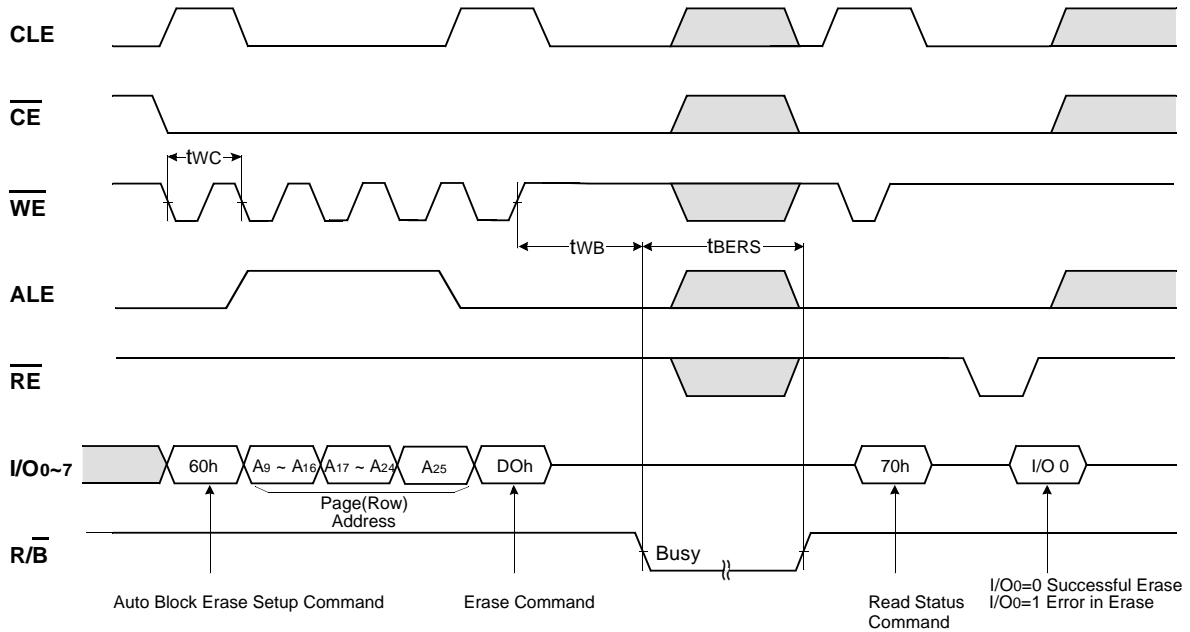 CLE
CE
tWC
WE
tWB
tBERS
ALE
RE
I/O0~7
60h
A9 ~ A16
A17 ~ A24
A25
DOh
70h
I/O 0
Page(Row)
Address
R/B
Busy
Auto Block Erase Setup Command
Erase Command
Read Status
Command
I/O0=0 Successful Erase
I/O0=1 Error in Erase